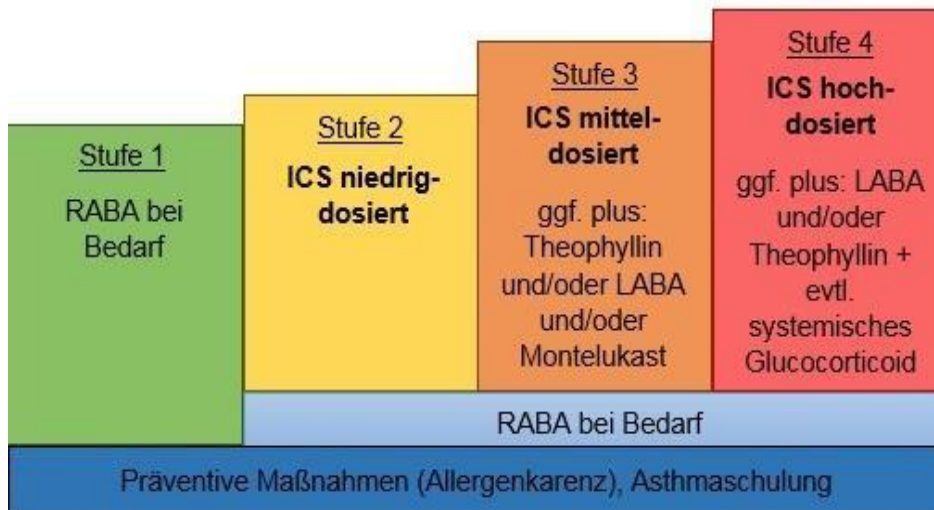 Stufe 1
RABA bei
Bedarf
Stufe 2
ICS niedrig-
dosiert
Stufe 3
ICS mittel-
dosiert
ggf. plus:
Theophyllin
und/oder LABA
und/oder
Montelukast
Stufe 4
ICS hoch-
dosiert
ggf. plus: LABA
und/oder
Theophyllin +
evtl.
systemisches
Glucocorticoid
RABA bei Bedarf
Präventive Maßnahmen (Allergenkarenz), Asthmaschulung